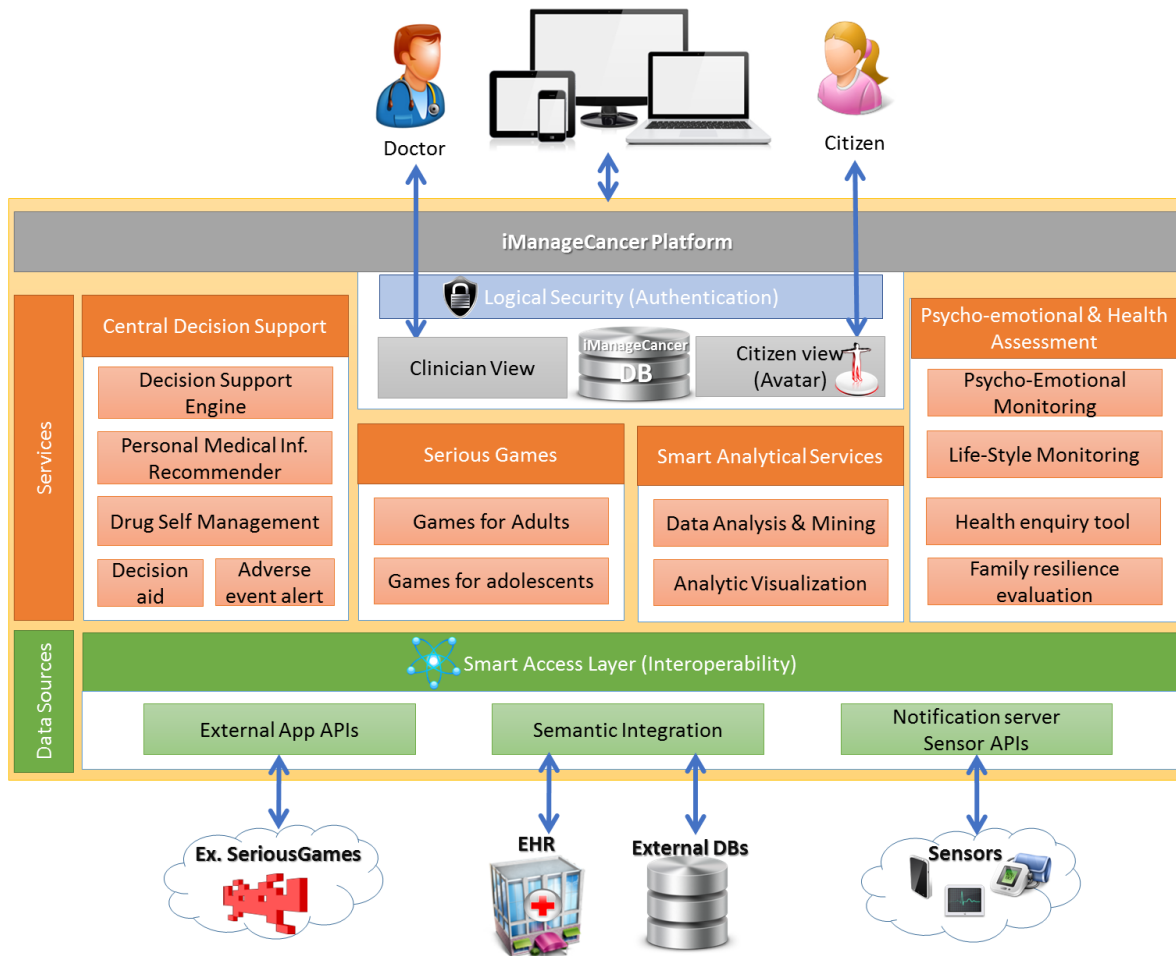 Doctor
Citizen
iManageCancer Platform
Logical Security (Authentication)
Clinician View
iManageCancer
DB
Citizen view
(Avatar)
Services
Central Decision Support
Decision Support
Engine
Personal Medical Inf.
Recommender
Drug Self Management
Decision
aid
Adverse
event alert
Serious Games
Games for Adults
Games for adolescents
Smart Analytical Services
Data Analysis & Mining
Analytic Visualization
Psycho-emotional & Health
Assessment
Psycho-Emotional
Monitoring
Life-Style Monitoring
Health enquiry tool
Family resilience
evaluation
Data Sources
Smart Access Layer (Interoperability)
External App APIs
Semantic Integration
Notification server
Sensor APIs
Ex. SeriousGames
EHR
External DBs
Sensors